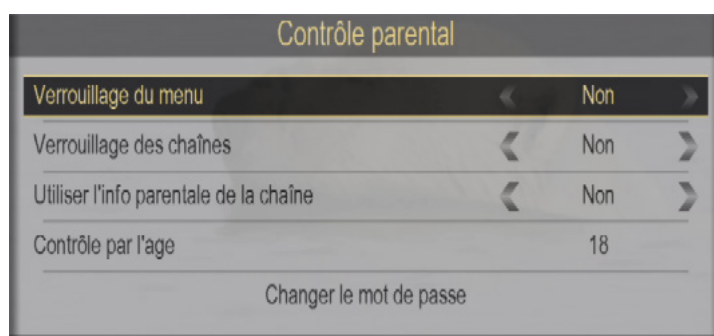 Contrôle parental
Verrouillage du menu Non
Verrouillage des chaînes Non
Utiliser l'info parentale de la chaîne Non
Contrôle par l'age 18
Changer le mot de passe